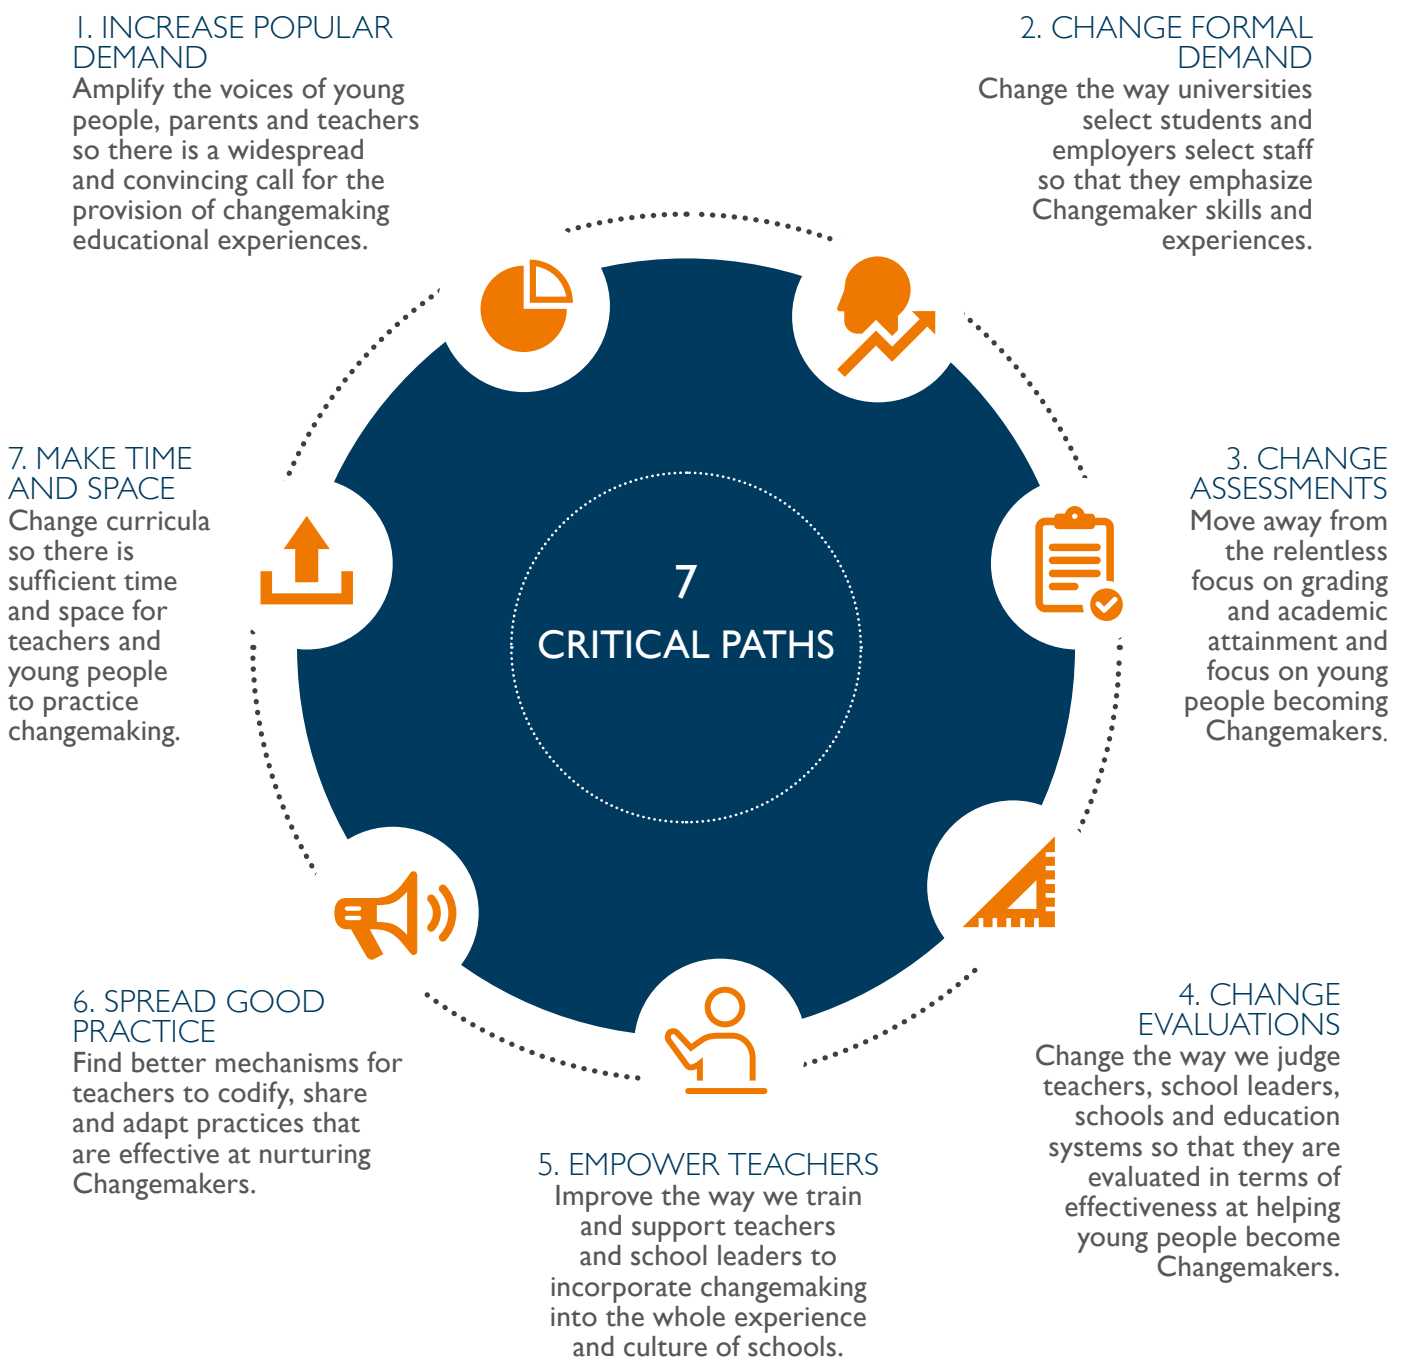 1. INCREASE POPULAR
DEMAND
Amplify the voices of young
people, parents and teachers
so there is a widespread
and convincing call for the
provision of changemaking
educational experiences.
2. CHANGE FORMAL
DEMAND
Change the way universities
select students and
employers select staff
so that they emphasize
Changemaker skills and
experiences.
3. CHANGE
ASSESSMENTS
Move away from
the relentless
focus on grading
and academic
attainment and
focus on young
people becoming
Changemakers.
4. CHANGE
EVALUATIONS
Change the way we judge
teachers, school leaders,
schools and education
systems so that they are
evaluated in terms of
effectiveness at helping
young people become
Changemakers.
5. EMPOWER TEACHERS
Improve the way we train
and support teachers
and school leaders to
incorporate changemaking
into the whole experience
and culture of schools.
6. SPREAD GOOD
PRACTICE
Find better mechanisms for
teachers to codify, share
and adapt practices that
are effective at nurturing
Changemakers.
7. MAKE TIME
AND SPACE
Change curricula
so there is
sufficient time
and space for
teachers and
young people
to practice
changemaking.
7
CRITICAL PATHS